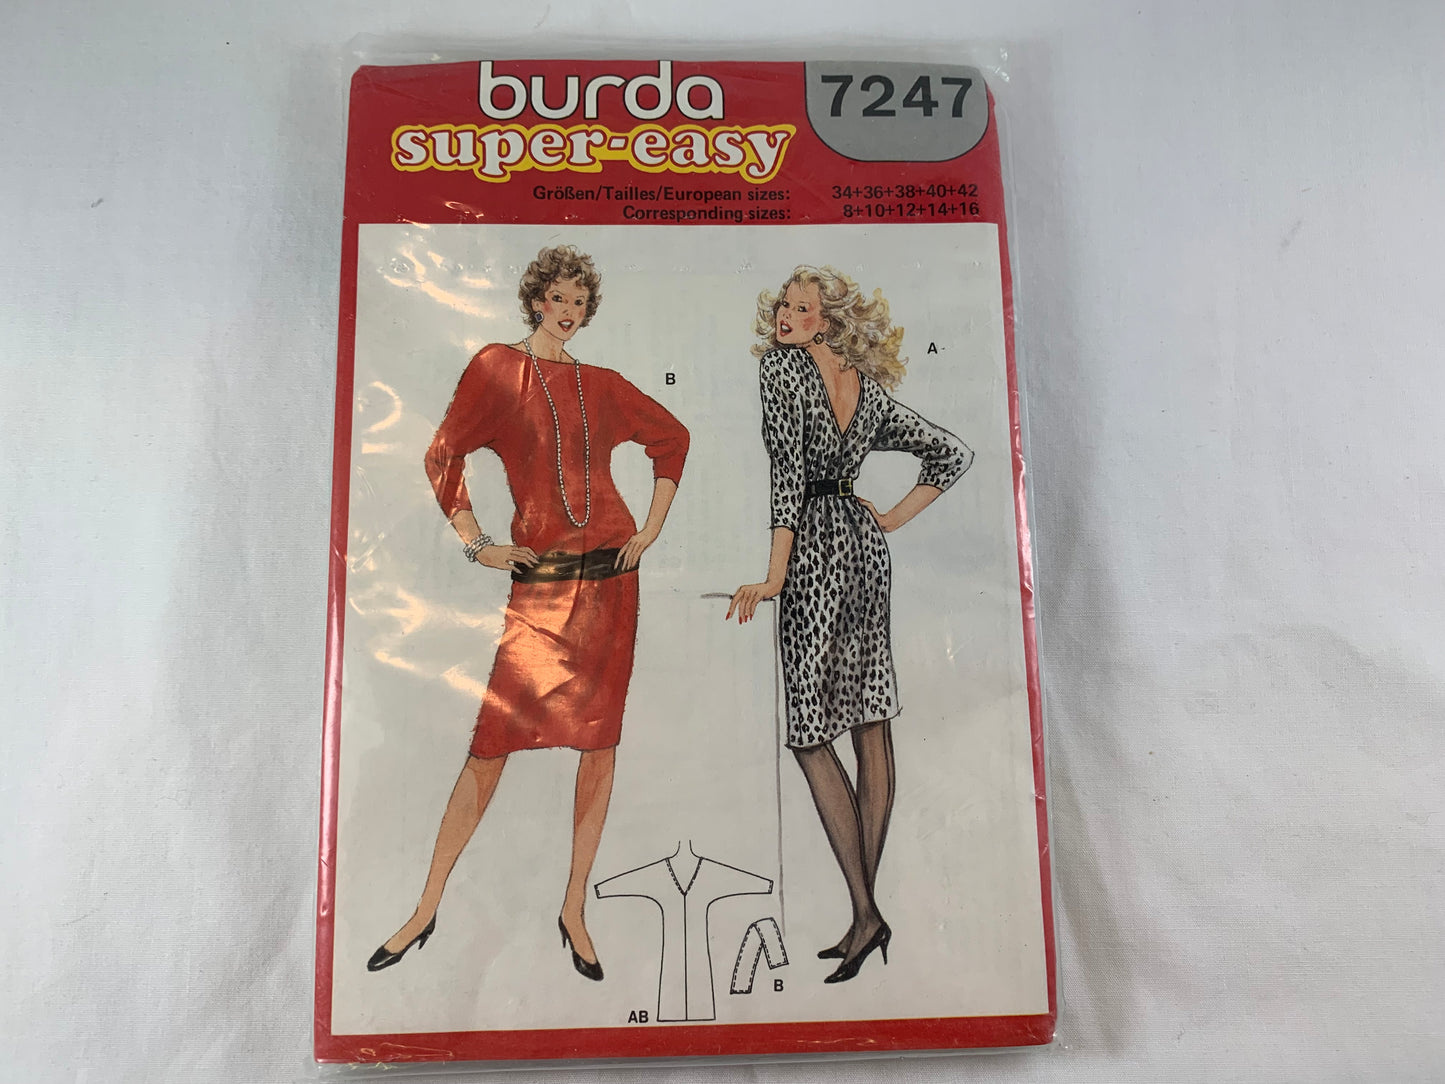 burda
7247
super-easy
Größen/Tailles/European sizes: 34+36+38+40+42
Corresponding sizes: 8+10+12+14+16
B
A
B
AB